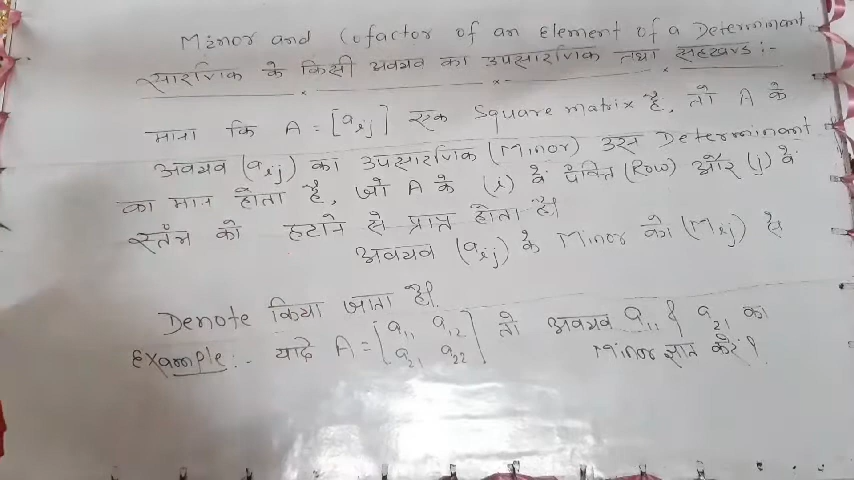 Minor and Cofactor of an Element of a Determinant
सारणिक के किसी अवयव का उपसारणिक तथा सहखण्ड :-
माना कि A = [aij] एक Square matrix है, तो A के
अवयव (aij) का उपसारणिक (Minor) उस Determinant
का मान होता है, जो A के (i) वें पंक्ति (Row) और (j) वें
स्तंभ को हटाने से प्राप्त होता है।
अवयव (aij) के Minor को (Mij) से
Denote किया जाता है।
Example:- यदि A = [a11 a12 तो अवयव a11 & a21 का
a21 a22] Minor ज्ञात करें।